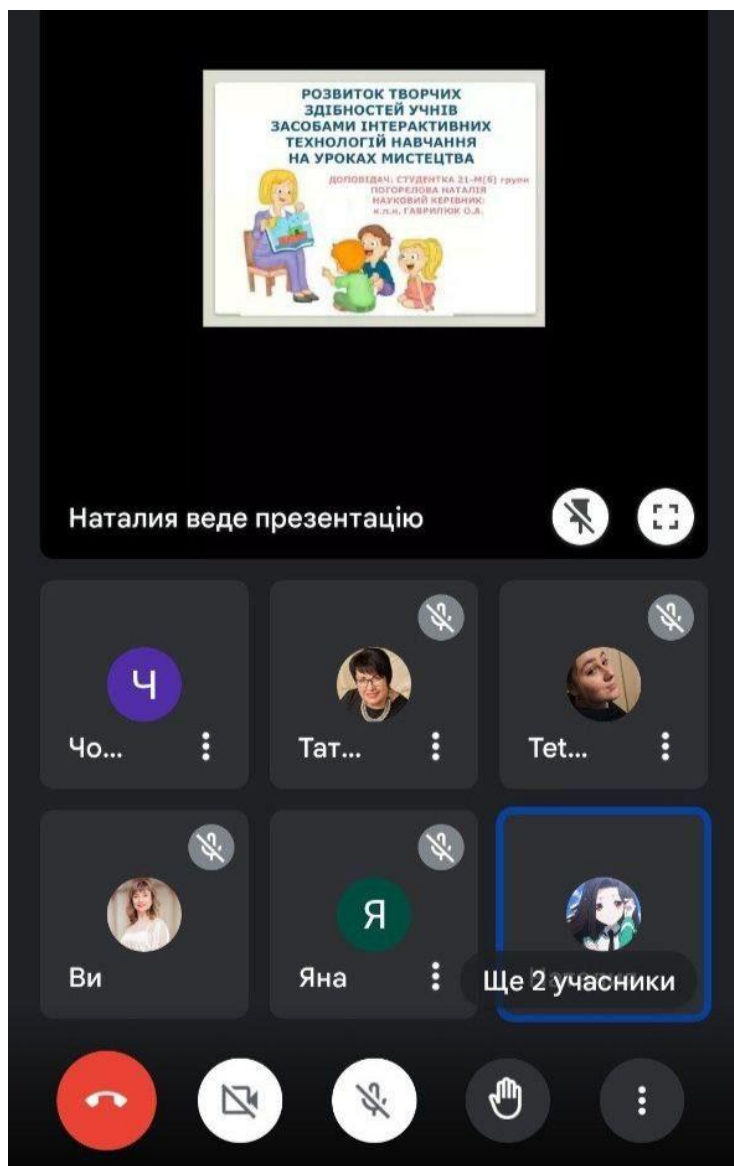 РОЗВИТОК ТВОРЧИХ
ЗДІБНОСТЕЙ УЧНІВ
ЗАСОБАМИ ІНТЕРАКТИВНИХ
ТЕХНОЛОГІЙ НАВЧАННЯ
НА УРОКАХ МИСТЕЦТВА
ДОПОВІДАЧ: СТУДЕНТКА 21-М(б) групи
ПОГОРЕЛОВА НАТАЛІЯ
НАУКОВИЙ КЕРІВНИК:
к.п.н. ГАВРИЛЮК О.А.
Наталия веде презентацію
Ч
Чо...
Тат...
Tet...
Ви
Я
Яна
Ще 2 учасники